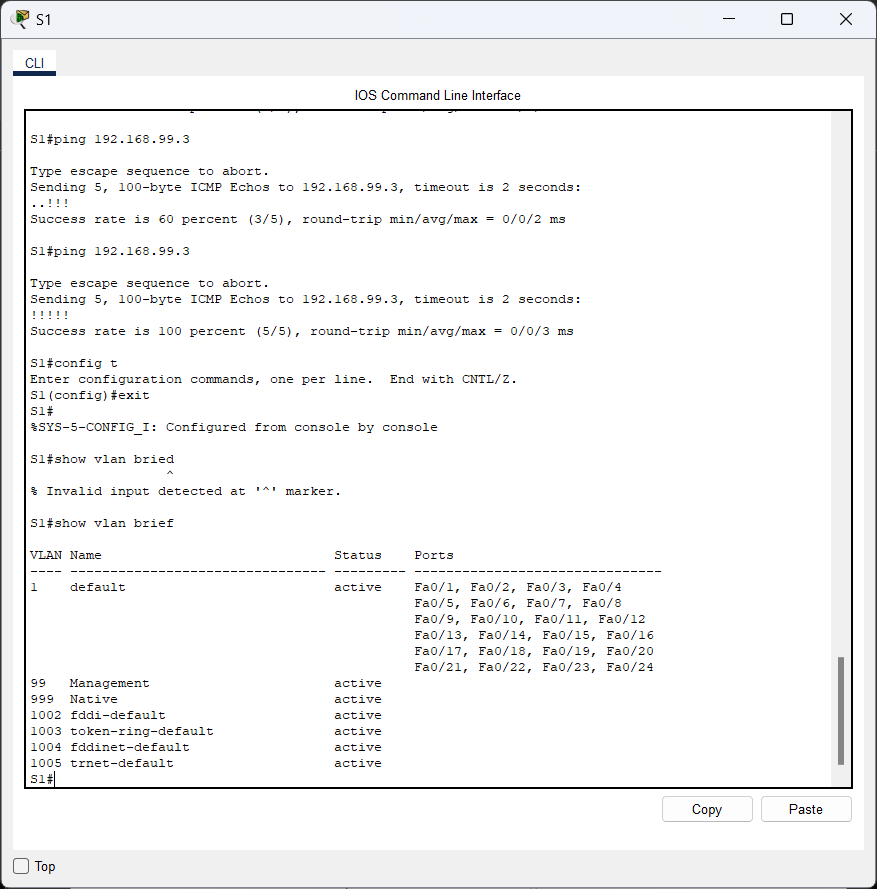 S1
CLI
IOS Command Line Interface
S1#ping 192.168.99.3
Type escape sequence to abort.
Sending 5, 100-byte ICMP Echos to 192.168.99.3, timeout is 2 seconds:
..!!!
Success rate is 60 percent (3/5), round-trip min/avg/max = 0/0/2 ms
S1#ping 192.168.99.3
Type escape sequence to abort.
Sending 5, 100-byte ICMP Echos to 192.168.99.3, timeout is 2 seconds:
!!!!!
Success rate is 100 percent (5/5), round-trip min/avg/max = 0/0/3 ms
S1#config t
Enter configuration commands, one per line.  End with CNTL/Z.
S1(config)#exit
S1#
%SYS-5-CONFIG_I: Configured from console by console
S1#show vlan bried
^
% Invalid input detected at '^' marker.
S1#show vlan brief
VLAN Name                             Status    Ports
---- -------------------------------- --------- -------------------------------
1    default                          active    Fa0/1, Fa0/2, Fa0/3, Fa0/4
Fa0/5, Fa0/6, Fa0/7, Fa0/8
Fa0/9, Fa0/10, Fa0/11, Fa0/12
Fa0/13, Fa0/14, Fa0/15, Fa0/16
Fa0/17, Fa0/18, Fa0/19, Fa0/20
Fa0/21, Fa0/22, Fa0/23, Fa0/24
99   Management                       active
999  Native                           active
1002 fddi-default                     active
1003 token-ring-default               active
1004 fddinet-default                  active
1005 trnet-default                    active
S1#
Copy
Paste
Top